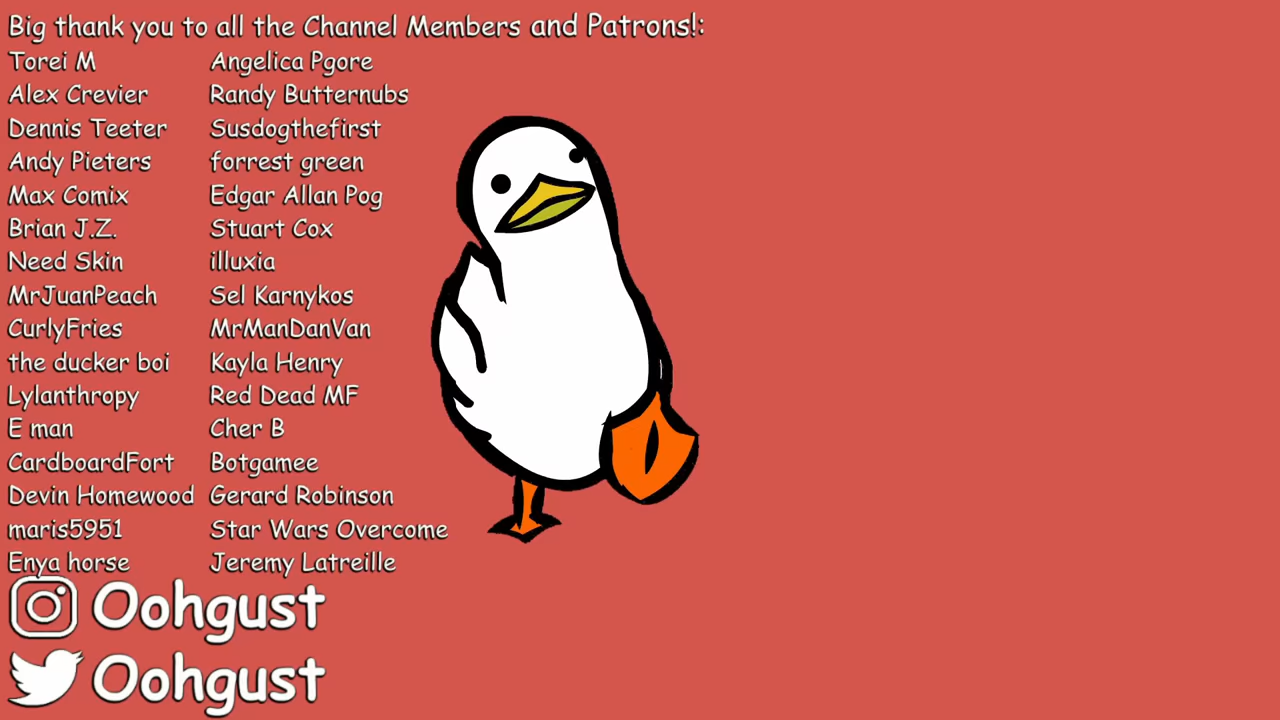 Big thank you to all the Channel Members and Patrons!:
Torei M
Alex Crevier
Dennis Teeter
Andy Pieters
Max Comix
Brian J.Z.
Need Skin
MrJuanPeach
CurlyFries
the ducker boi
Lylanthropy
E man
CardboardFort
Devin Homewood
maris5951
Enya horse
Angelica Pgore
Randy Butternubs
Susdogthefirst
forrest green
Edgar Allan Pog
Stuart Cox
illuxia
Sel Karnykos
MrManDanVan
Kayla Henry
Red Dead MF
Cher B
Botgamee
Gerard Robinson
Star Wars Overcome
Jeremy Latreille
Oohgust
Oohgust